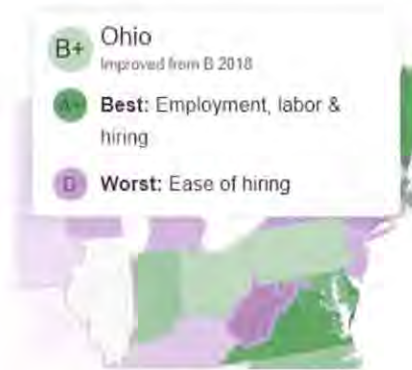 B+ Ohio
Improved from B 2018
A+ Best: Employment, labor &
hiring
D Worst: Ease of hiring